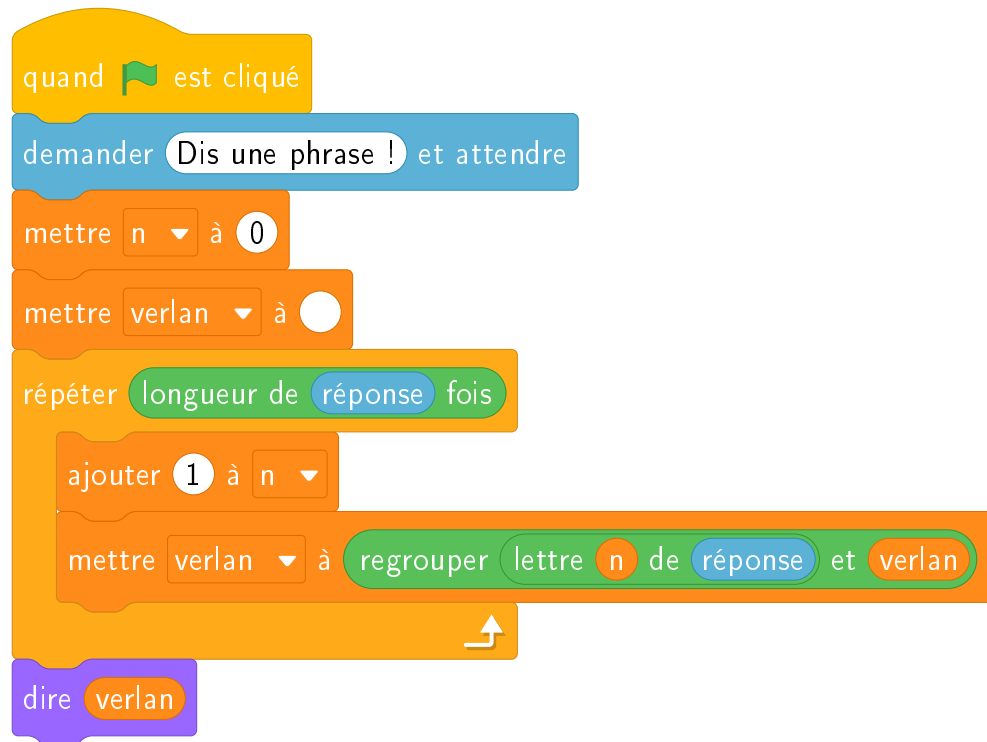 quand est cliqué
demander Dis une phrase ! et attendre
mettre n à 0
mettre verlan à
répéter longueur de réponse fois
ajouter 1 à n
mettre verlan à regrouper lettre n de réponse et verlan
dire verlan